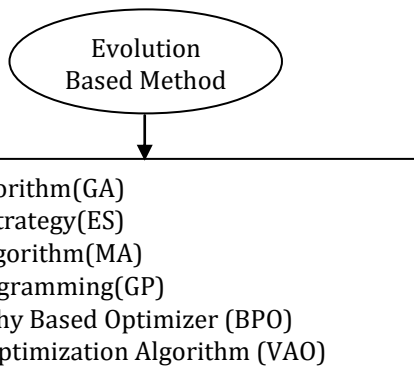 Evolution
Based Method
orithm(GA)
trategy(ES)
gorithm(MA)
gramming(GP)
hy Based Optimizer (BPO)
ptimization Algorithm (VAO)